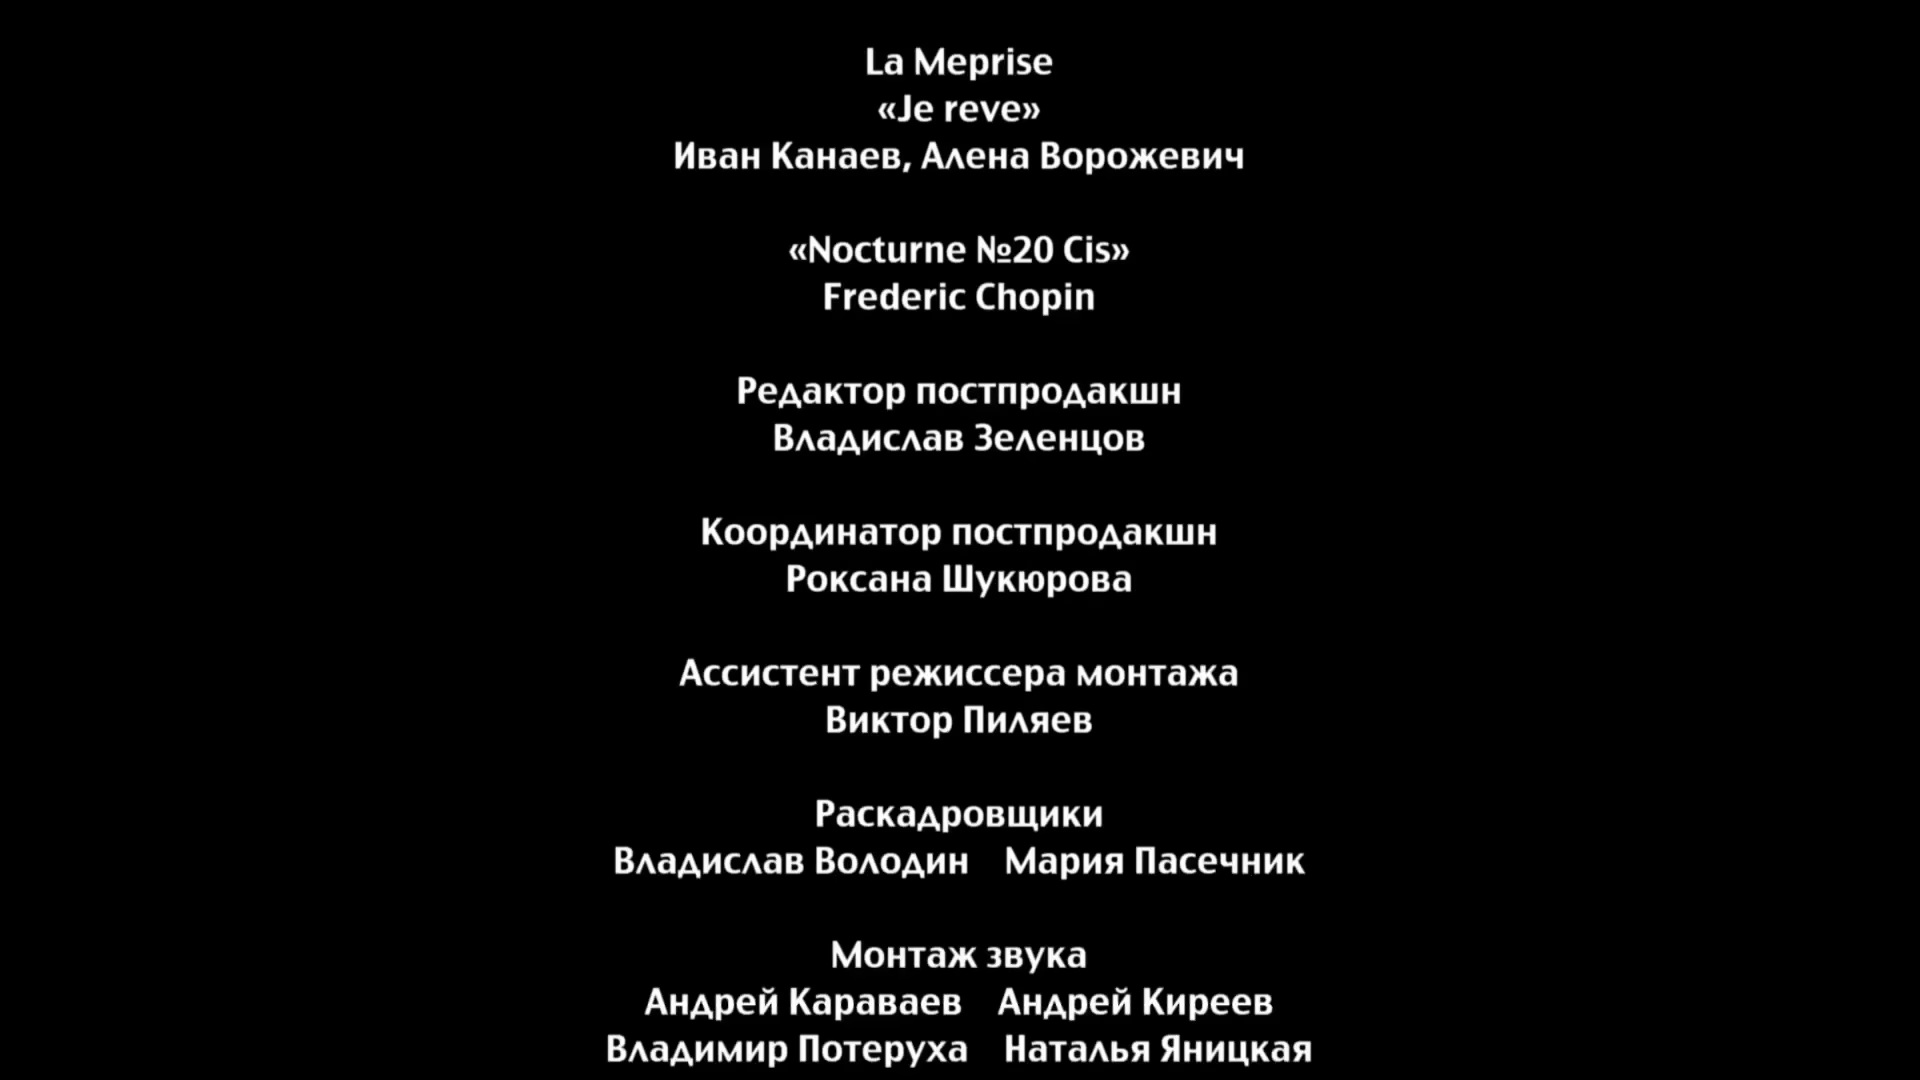 La Meprise
«Je reve»
Иван Канаев, Алена Ворожевич
«Nocturne №20 Cis»
Frederic Chopin
Редактор постпродакшн
Владислав Зеленцов
Координатор постпродакшн
Роксана Шукюрова
Ассистент режиссера монтажа
Виктор Пиляев
Раскадровщики
Владислав Володин Мария Пасечник
Монтаж звука
Андрей Караваев Андрей Киреев
Владимир Потеруха Наталья Яницкая